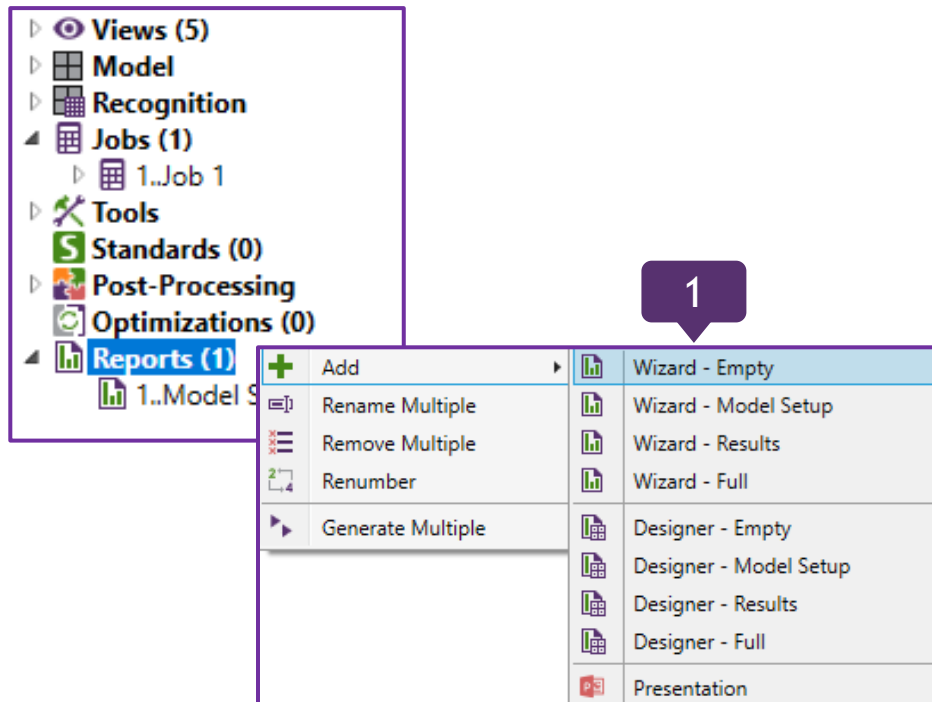 Views (5)
Model
Recognition
Jobs (1)
1..Job 1
Tools
Standards (0)
Post-Processing
Optimizations (0)
Reports (1)
1..Model S
1
Add
Rename Multiple
Remove Multiple
Renumber
Generate Multiple
Wizard - Empty
Wizard - Model Setup
Wizard - Results
Wizard - Full
Designer - Empty
Designer - Model Setup
Designer - Results
Designer - Full
Presentation